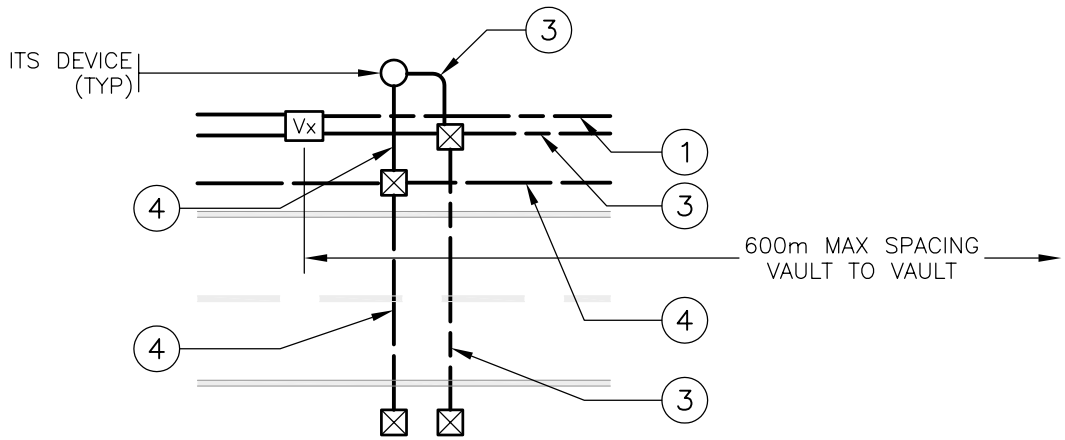 3
ITS DEVICE
(TYP)
Vx
1
4
3
600m MAX SPACING
VAULT TO VAULT
4
4
3